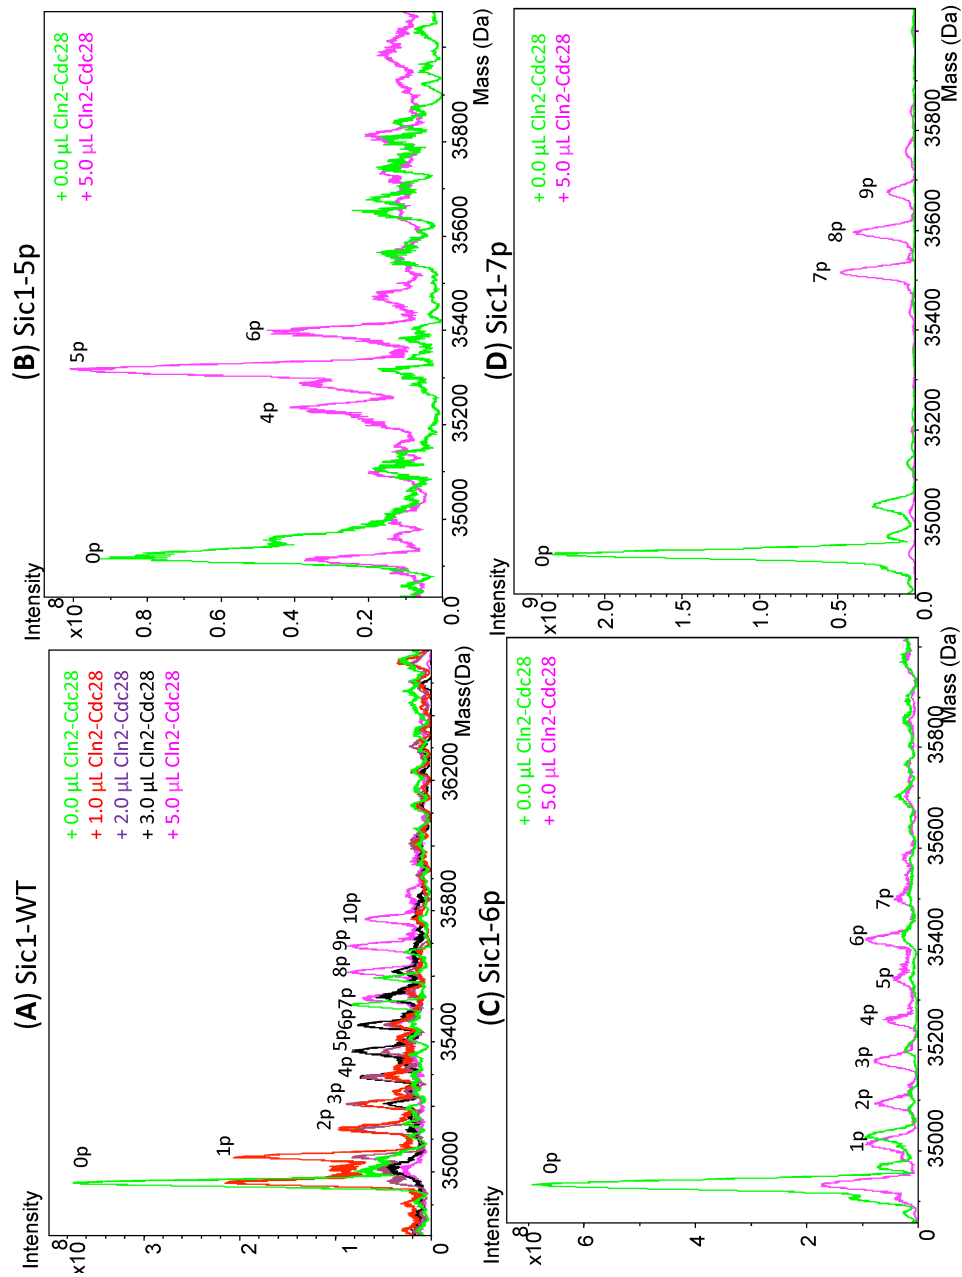 (A) Sic1-WT
Intensity
x10 8
3
2
1
0
+ 0.0 µL Cln2-Cdc28
+ 1.0 µL Cln2-Cdc28
+ 2.0 µL Cln2-Cdc28
+ 3.0 µL Cln2-Cdc28
+ 5.0 µL Cln2-Cdc28
0p
1p
2p
3p
4p
5p
6p
7p
8p
9p
10p
35000
35400
35800
36200
Mass(Da)
(B) Sic1-5p
Intensity
x10 8
0.8
0.6
0.4
0.2
0.0
+ 0.0 µL Cln2-Cdc28
+ 5.0 µL Cln2-Cdc28
0p
4p
5p
6p
35000
35200
35400
35600
35800
Mass (Da)
(C) Sic1-6p
Intensity
x10 8
6
4
2
0
+ 0.0 µL Cln2-Cdc28
+ 5.0 µL Cln2-Cdc28
0p
1p
2p
3p
4p
5p
6p
7p
35000
35200
35400
35600
35800
Mass (Da)
(D) Sic1-7p
Intensity
x10 9
2.0
1.5
1.0
0.5
0.0
+ 0.0 µL Cln2-Cdc28
+ 5.0 µL Cln2-Cdc28
0p
7p
8p
9p
35000
35200
35400
35600
35800
Mass (Da)